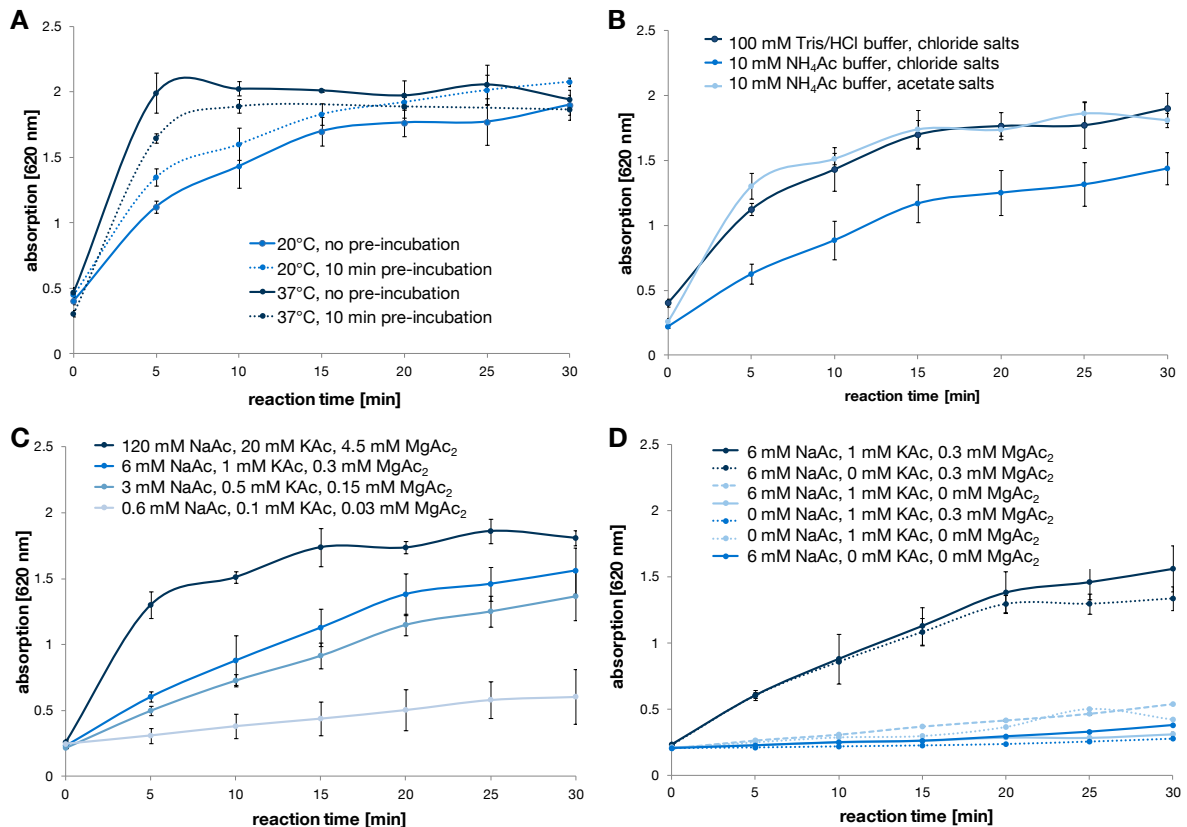 A
2.5
2
1.5
1
0.5
0
0
5
10
15
20
25
30
absorption [620 nm]
reaction time [min]
20°C, no pre-incubation
20°C, 10 min pre-incubation
37°C, no pre-incubation
37°C, 10 min pre-incubation
B
2.5
2
1.5
1
0.5
0
0
5
10
15
20
25
30
absorption [620 nm]
reaction time [min]
100 mM Tris/HCl buffer, chloride salts
10 mM NH₄Ac buffer, chloride salts
10 mM NH₄Ac buffer, acetate salts
C
2.5
2
1.5
1
0.5
0
0
5
10
15
20
25
30
absorption [620 nm]
reaction time [min]
120 mM NaAc, 20 mM KAc, 4.5 mM MgAc₂
6 mM NaAc, 1 mM KAc, 0.3 mM MgAc₂
3 mM NaAc, 0.5 mM KAc, 0.15 mM MgAc₂
0.6 mM NaAc, 0.1 mM KAc, 0.03 mM MgAc₂
D
2.5
2
1.5
1
0.5
0
0
5
10
15
20
25
30
absorption [620 nm]
reaction time [min]
6 mM NaAc, 1 mM KAc, 0.3 mM MgAc₂
6 mM NaAc, 0 mM KAc, 0.3 mM MgAc₂
6 mM NaAc, 1 mM KAc, 0 mM MgAc₂
0 mM NaAc, 1 mM KAc, 0.3 mM MgAc₂
0 mM NaAc, 1 mM KAc, 0 mM MgAc₂
6 mM NaAc, 0 mM KAc, 0 mM MgAc₂